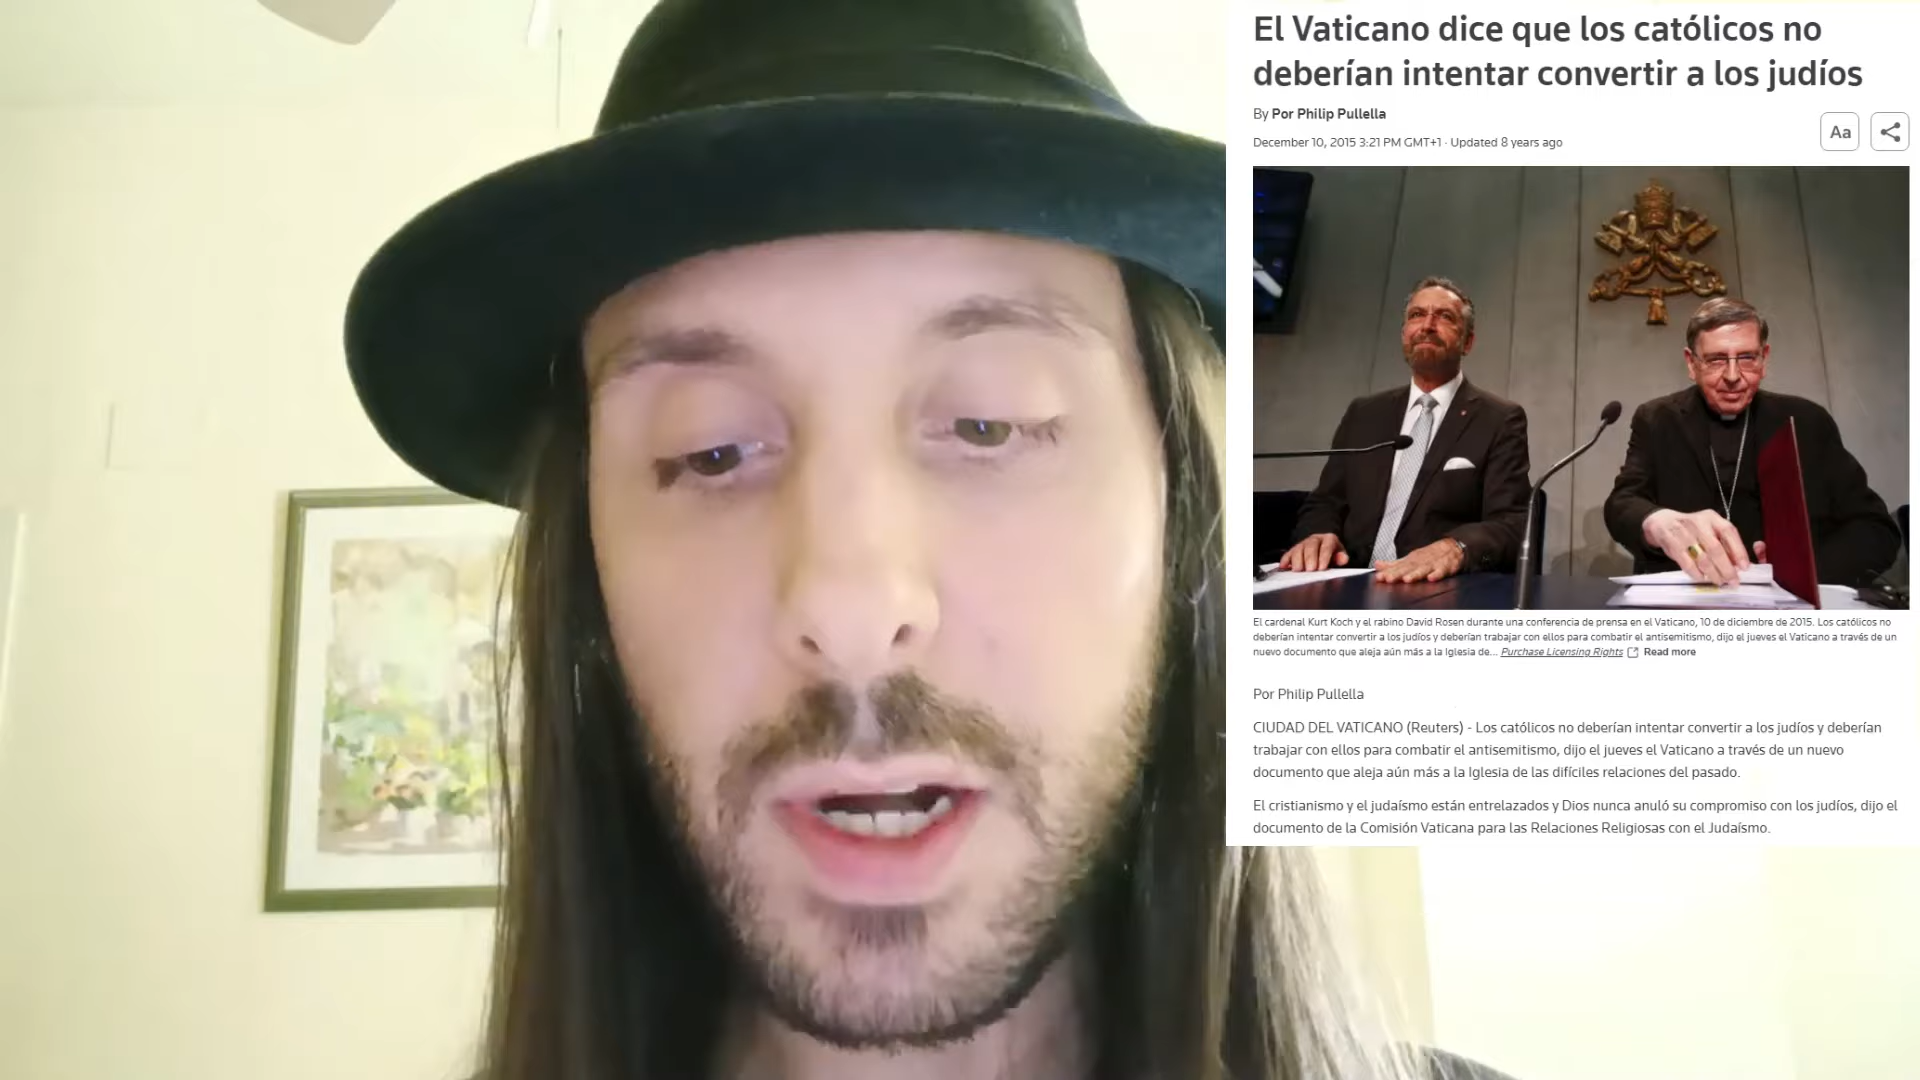 El Vaticano dice que los católicos no
deberían intentar convertir a los judíos
By Por Philip Pullella
December 10, 2015 3:21 PM GMT+1 · Updated 8 years ago
Aa
El cardenal Kurt Koch y el rabino David Rosen durante una conferencia de prensa en el Vaticano, 10 de diciembre de 2015. Los católicos no
deberían intentar convertir a los judíos y deberían trabajar con ellos para combatir el antisemitismo, dijo el jueves el Vaticano a través de un
nuevo documento que aleja aún más a la Iglesia de... Purchase Licensing Rights Read more
Por Philip Pullella
CIUDAD DEL VATICANO (Reuters) - Los católicos no deberían intentar convertir a los judíos y deberían
trabajar con ellos para combatir el antisemitismo, dijo el jueves el Vaticano a través de un nuevo
documento que aleja aún más a la Iglesia de las difíciles relaciones del pasado.
El cristianismo y el judaísmo están entrelazados y Dios nunca anuló su compromiso con los judíos, dijo el
documento de la Comisión Vaticana para las Relaciones Religiosas con el Judaísmo.